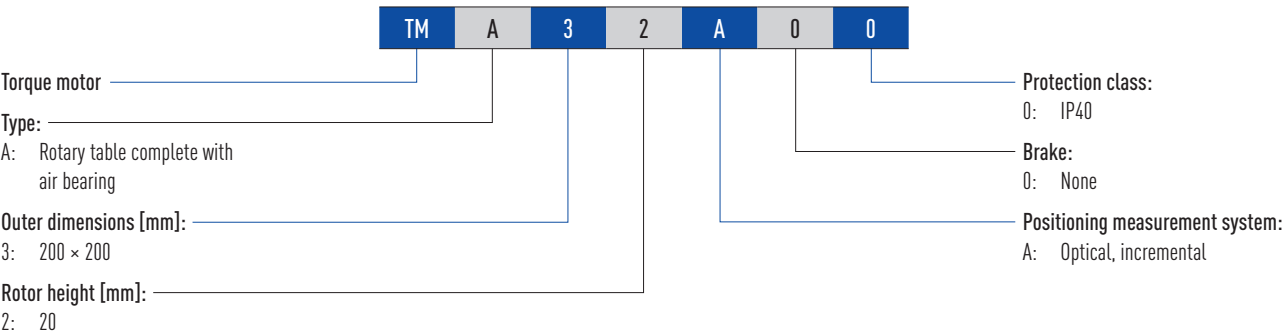 TM A 3 2 A 0 0
Torque motor
Type:
A: Rotary table complete with
air bearing
Outer dimensions [mm]:
3: 200 × 200
Rotor height [mm]:
2: 20
Protection class:
0: IP40
Brake:
0: None
Positioning measurement system:
A: Optical, incremental